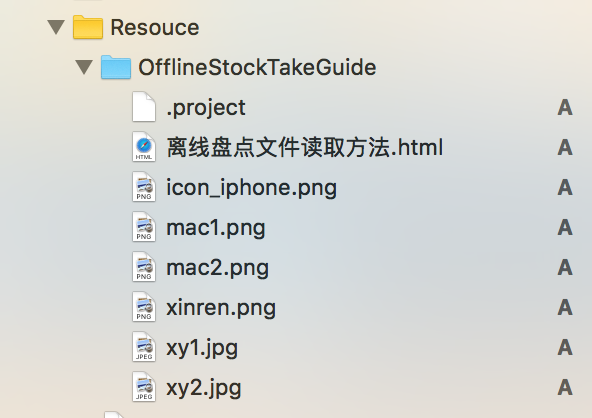 Resouce
OfflineStockTakeGuide
.project A
HTML 离线盘点文件读取方法.html A
PNG icon_iphone.png A
PNG mac1.png A
PNG mac2.png A
PNG xinren.png A
JPEG xy1.jpg A
JPEG xy2.jpg A